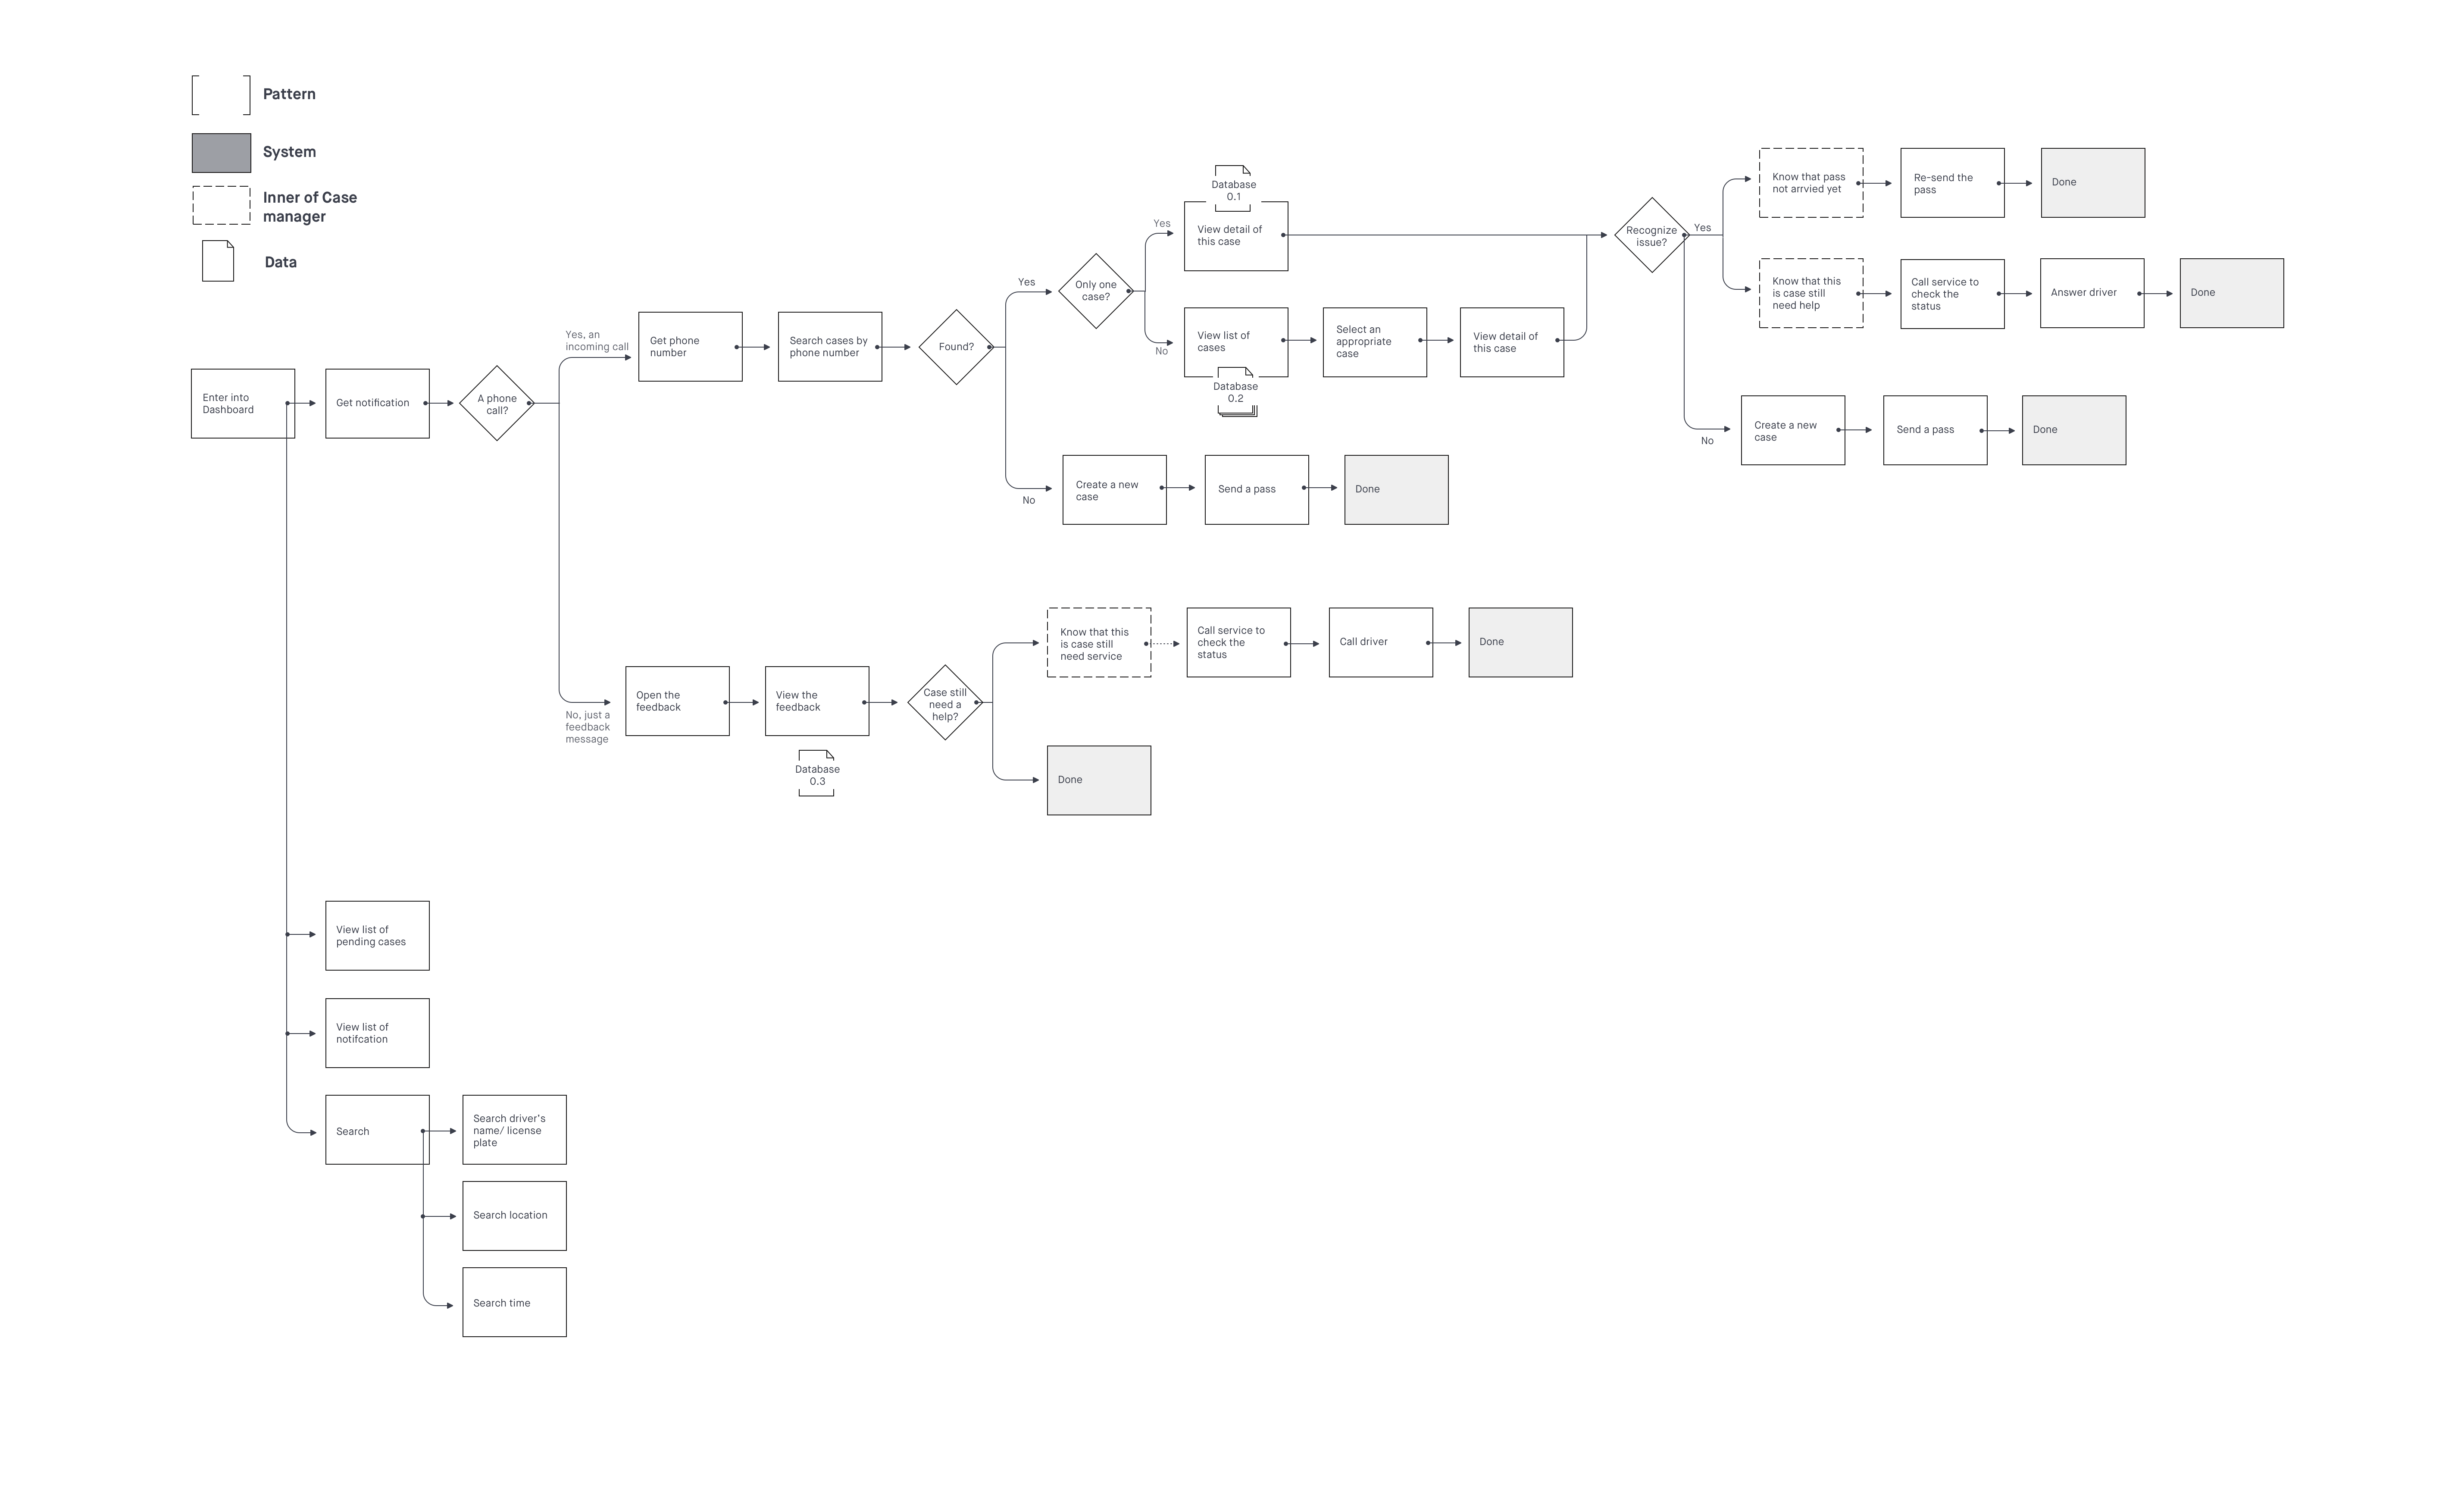 Pattern
System
Inner of Case
manager
Data
Enter into
Dashboard
Get notification
A phone
call?
Yes, an
incoming call
Get phone
number
Search cases by
phone number
Found?
Yes
Only one
case?
Yes
Database
0.1
View detail of
this case
No
View list of
cases
Database
0.2
Select an
appropriate
case
View detail of
this case
Recognize
issue?
Yes
Know that pass
not arrvied yet
Re-send the
pass
Done
Know that this
is case still
need help
Call service to
check the
status
Answer driver
Done
No
Create a new
case
Send a pass
Done
No
Create a new
case
Send a pass
Done
No, just a
feedback
message
Open the
feedback
View the
feedback
Database
0.3
Case still
need a
help?
Know that this
is case still
need service
Call service to
check the
status
Call driver
Done
Done
View list of
pending cases
View list of
notifcation
Search
Search driver's
name/ license
plate
Search location
Search time